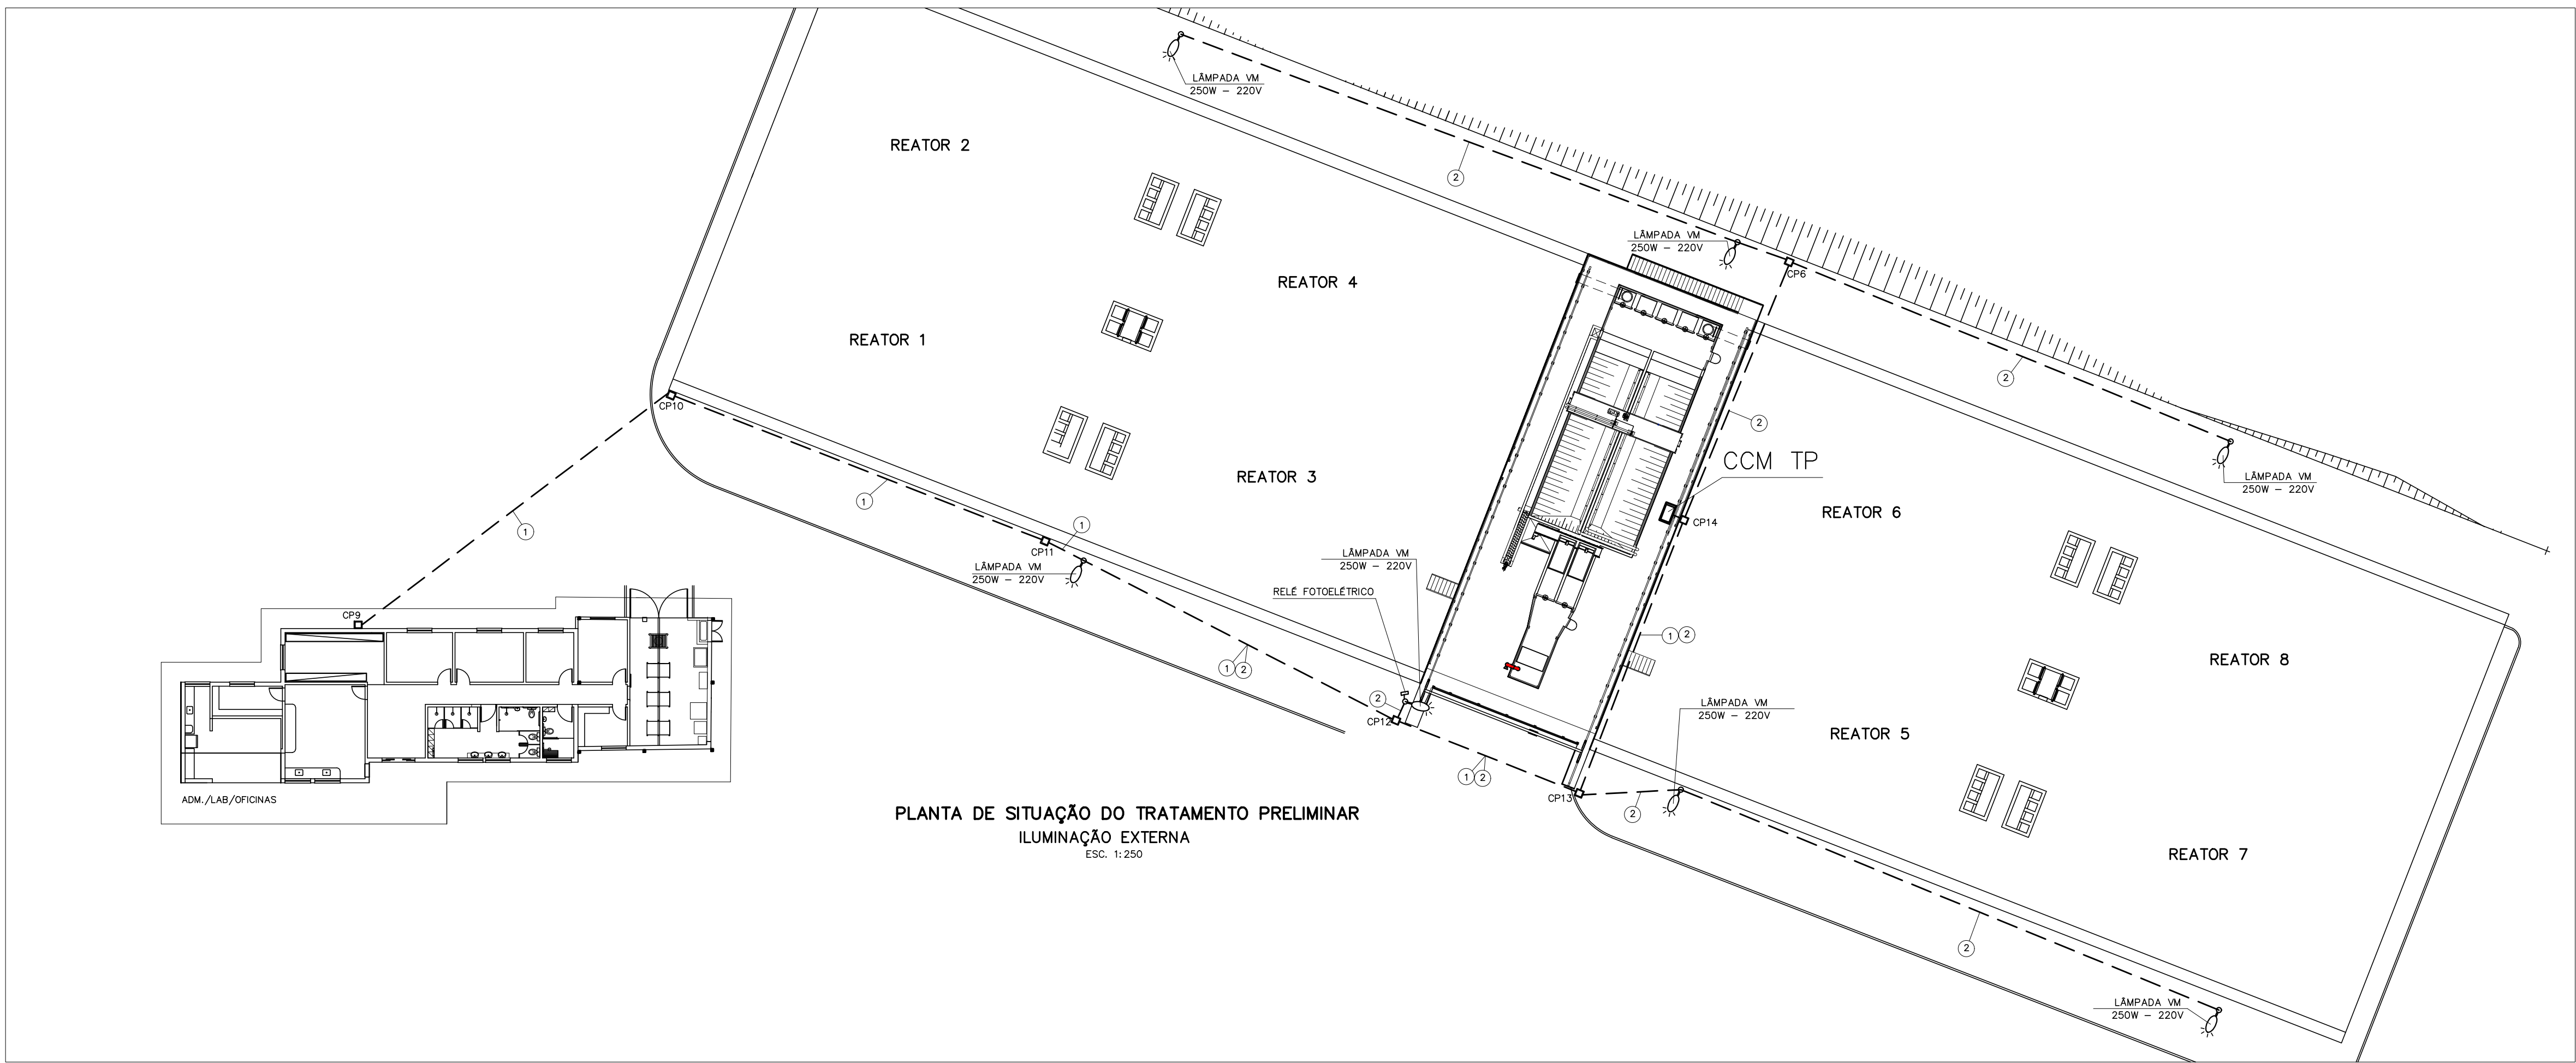 LÂMPADA VM
250W – 220V
REATOR 2
2
LÂMPADA VM
250W – 220V
CP6
REATOR 4
REATOR 1
2
CP10
2
CCM TP
LÂMPADA VM
250W – 220V
REATOR 3
1
REATOR 6
CP14
1
1
CP11
LÂMPADA VM
250W – 220V
LÂMPADA VM
250W – 220V
RELÉ FOTOELÉTRICO
CP9
1 2
1 2
REATOR 8
2
CP12
LÂMPADA VM
250W – 220V
REATOR 5
1 2
CP13
2
ADM./LAB/OFICINAS
PLANTA DE SITUAÇÃO DO TRATAMENTO PRELIMINAR
ILUMINAÇÃO EXTERNA
ESC. 1:250
REATOR 7
2
LÂMPADA VM
250W – 220V